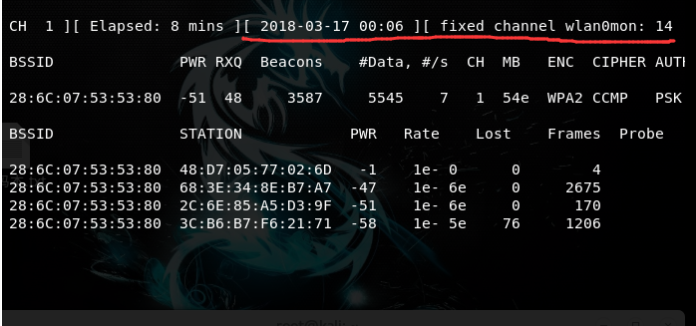 CH 1 ][ Elapsed: 8 mins ][ 2018-03-17 00:06 ][ fixed channel wlan0mon: 14
BSSID PWR RXQ Beacons #Data, #/s CH MB ENC CIPHER AUTH
28:6C:07:53:53:80 -51 48 3587 5545 7 1 54e WPA2 CCMP PSK
BSSID STATION PWR Rate Lost Frames Probe
28:6C:07:53:53:80 48:D7:05:77:02:6D -1 1e- 0 0 4
28:6C:07:53:53:80 68:3E:34:8E:B7:A7 -47 1e- 6e 0 2675
28:6C:07:53:53:80 2C:6E:85:A5:D3:9F -51 1e- 6e 0 170
28:6C:07:53:53:80 3C:B6:B7:F6:21:71 -58 1e- 5e 76 1206